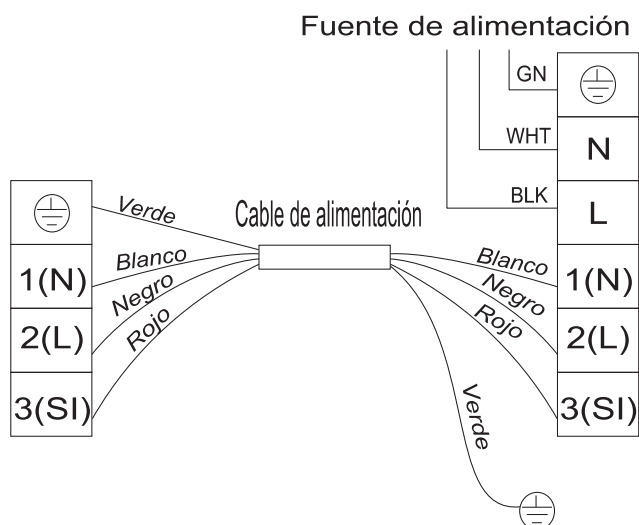 Fuente de alimentación
GN
WHT
N
BLK
L
Verde
Cable de alimentación
Blanco
Blanco
1(N)
1(N)
Negro
Negro
2(L)
2(L)
Rojo
Rojo
3(SI)
3(SI)
Verde